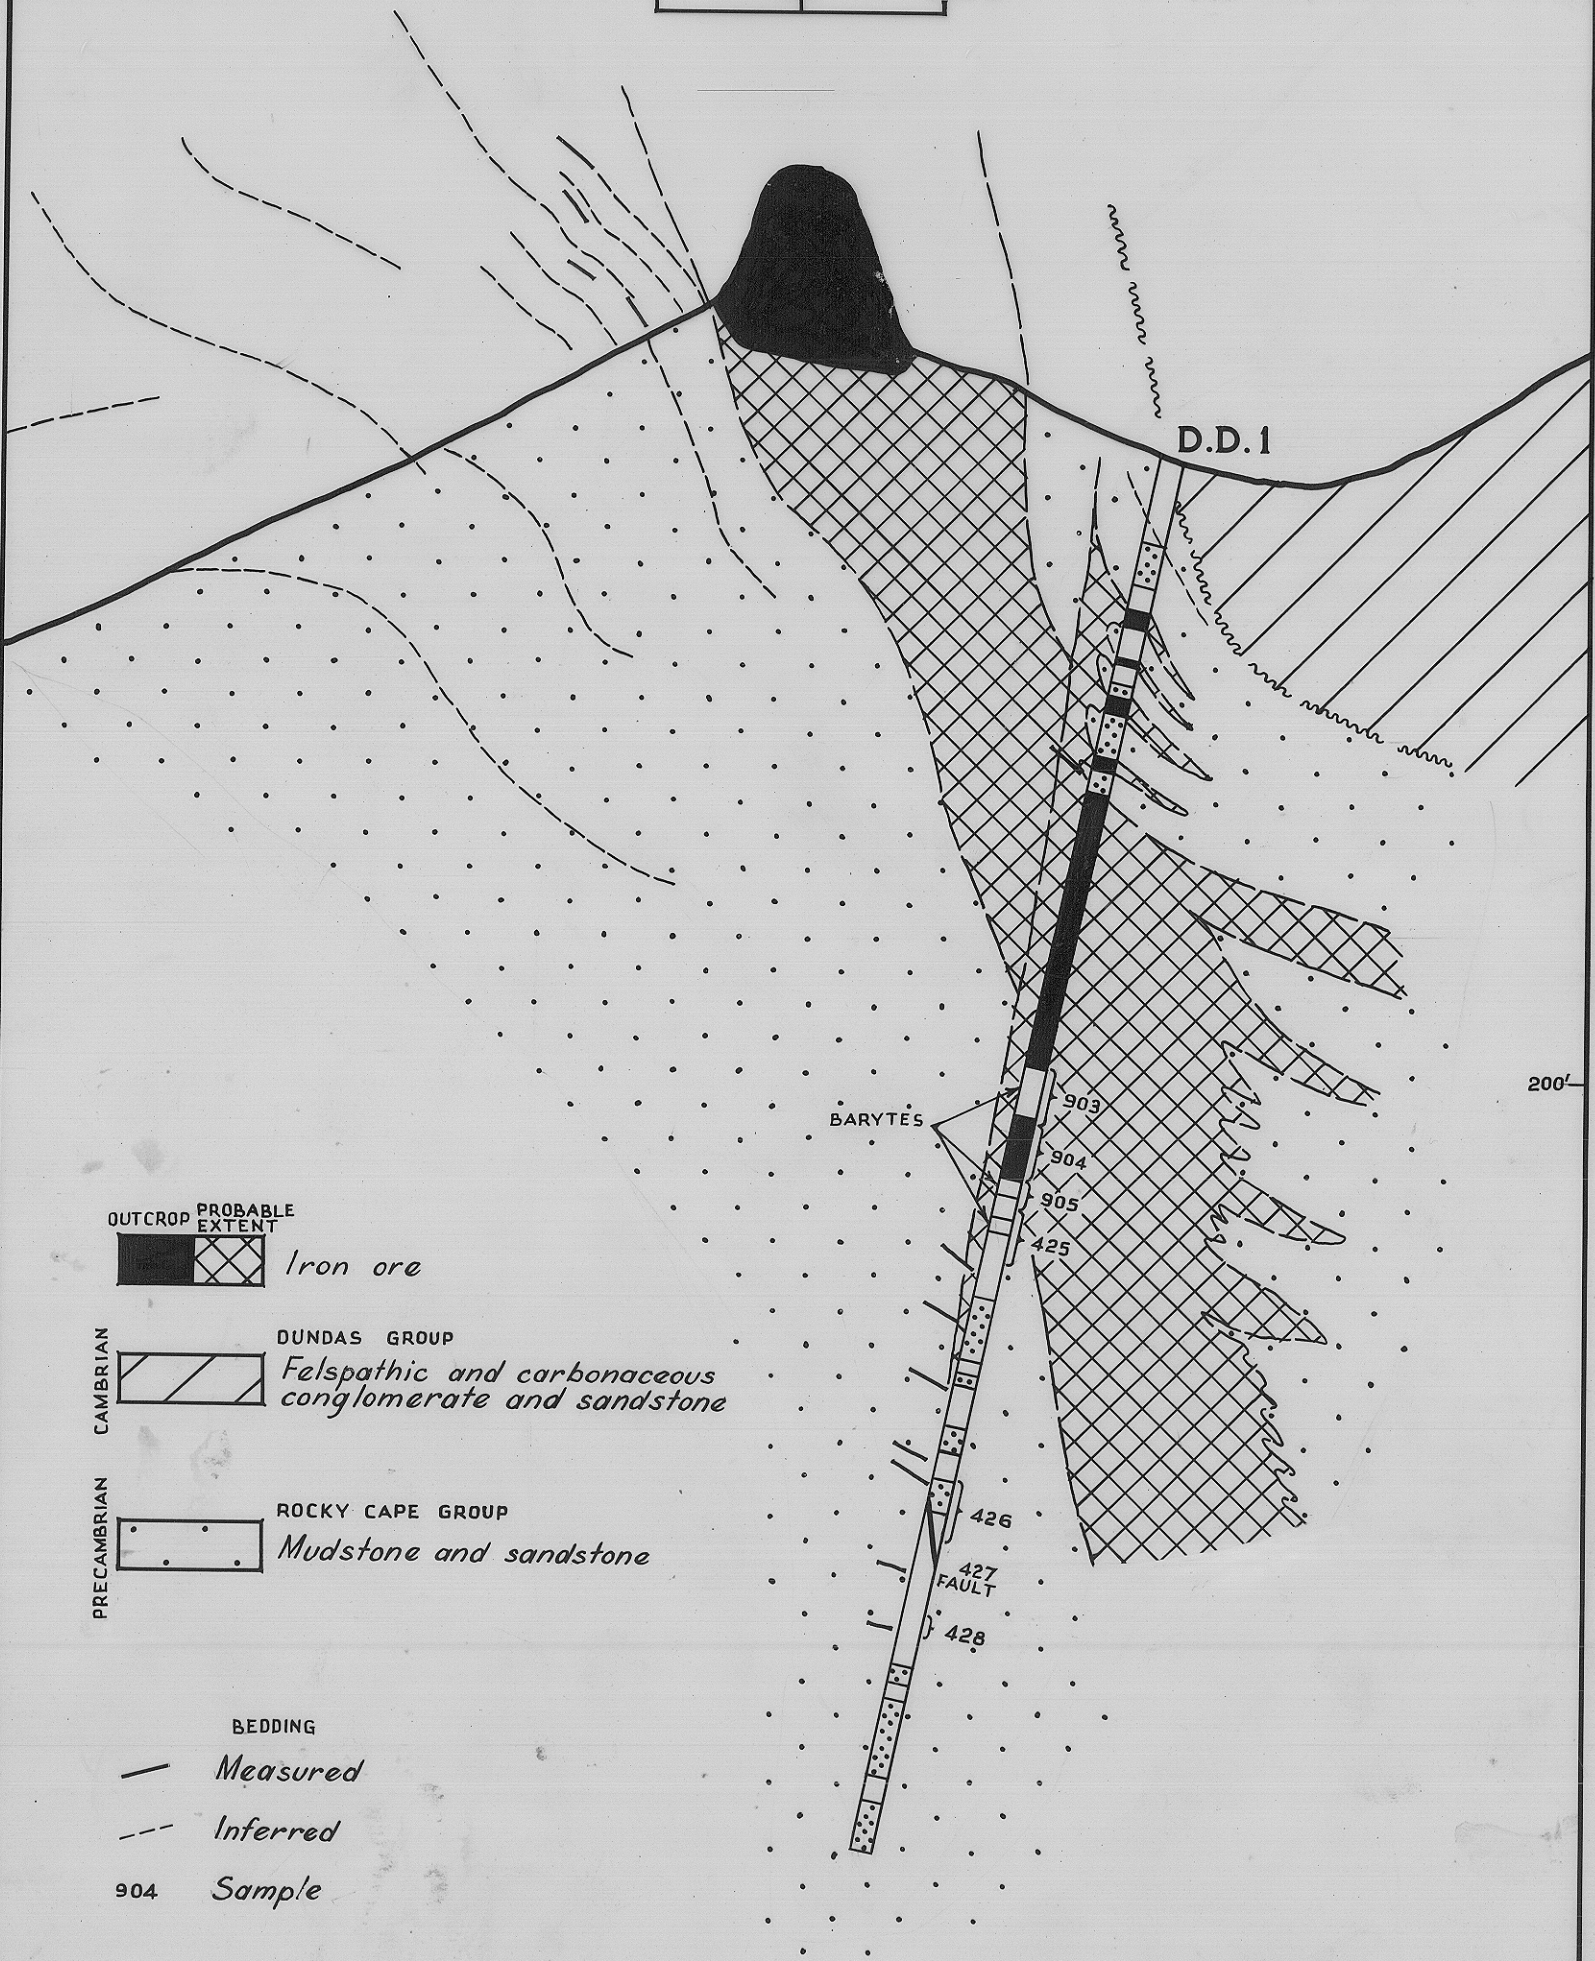 D.D.1
200'
BARYTES
903
904
905
425
426
427
FAULT
428
OUTCROP
PROBABLE
EXTENT
Iron ore
CAMBRIAN
DUNDAS GROUP
Felspathic and carbonaceous
conglomerate and sandstone
PRECAMBRIAN
ROCKY CAPE GROUP
Mudstone and sandstone
BEDDING
Measured
Inferred
904 Sample